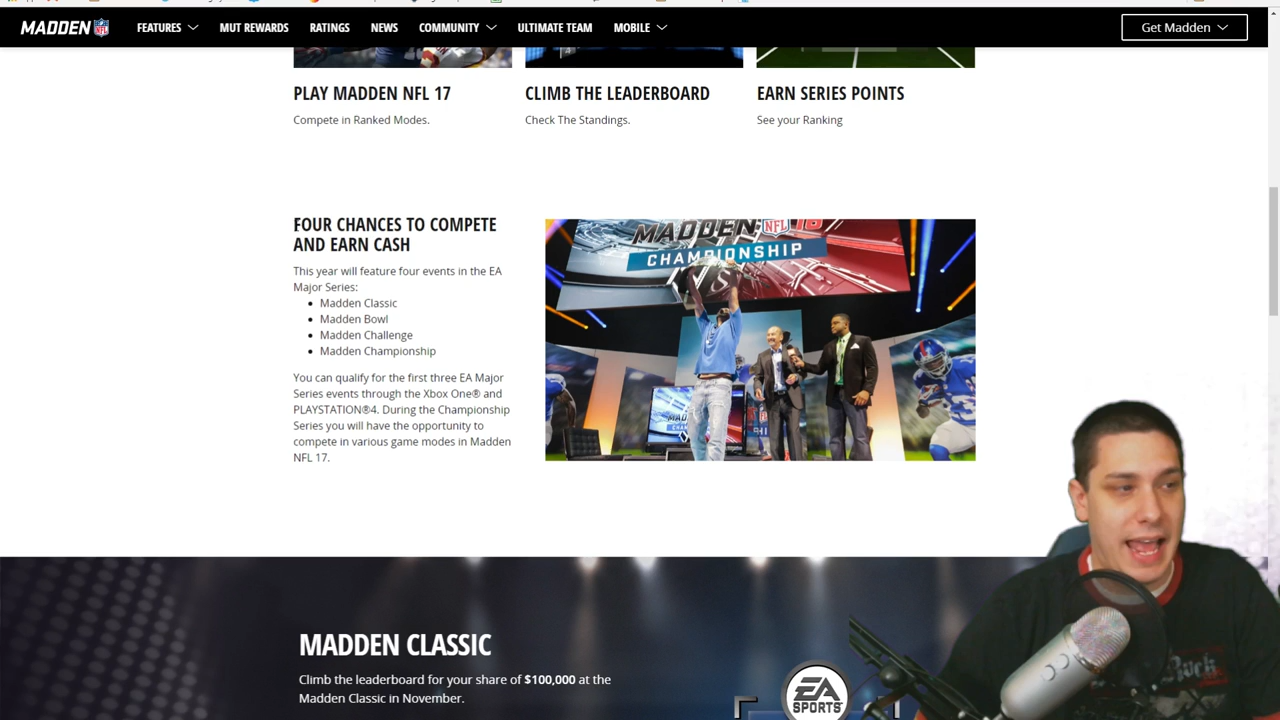 MADDEN NFL
FEATURES
MUT REWARDS
RATINGS
NEWS
COMMUNITY
ULTIMATE TEAM
MOBILE
Get Madden
PLAY MADDEN NFL 17
Compete in Ranked Modes.
CLIMB THE LEADERBOARD
Check The Standings.
EARN SERIES POINTS
See your Ranking
FOUR CHANCES TO COMPETE
AND EARN CASH
This year will feature four events in the EA
Major Series:
• Madden Classic
• Madden Bowl
• Madden Challenge
• Madden Championship
You can qualify for the first three EA Major
Series events through the Xbox One® and
PLAYSTATION®4. During the Championship
Series you will have the opportunity to
compete in various game modes in Madden
NFL 17.
MADDEN NFL 16
CHAMPIONSHIP
MADDEN CLASSIC
Climb the leaderboard for your share of $100,000 at the
Madden Classic in November.
EA
SPORTS